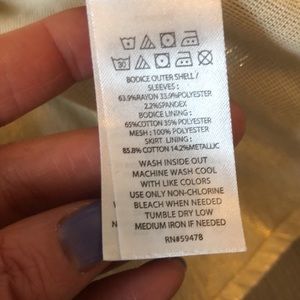 30
BODICE OUTER SHELL /
SLEEVES :
63.9%RAYON 33.9%POLYESTER
2.2%SPANDEX
BODICE LINING :
65%COTTON 35% POLYESTER
MESH : 100% POLYESTER
SKIRT LINING :
85.8% COTTON 14.2%METALLIC
WASH INSIDE OUT
MACHINE WASH COOL
WITH LIKE COLORS
USE ONLY NON-CHLORINE
BLEACH WHEN NEEDED
TUMBLE DRY LOW
MEDIUM IRON IF NEEDED
RN#59478